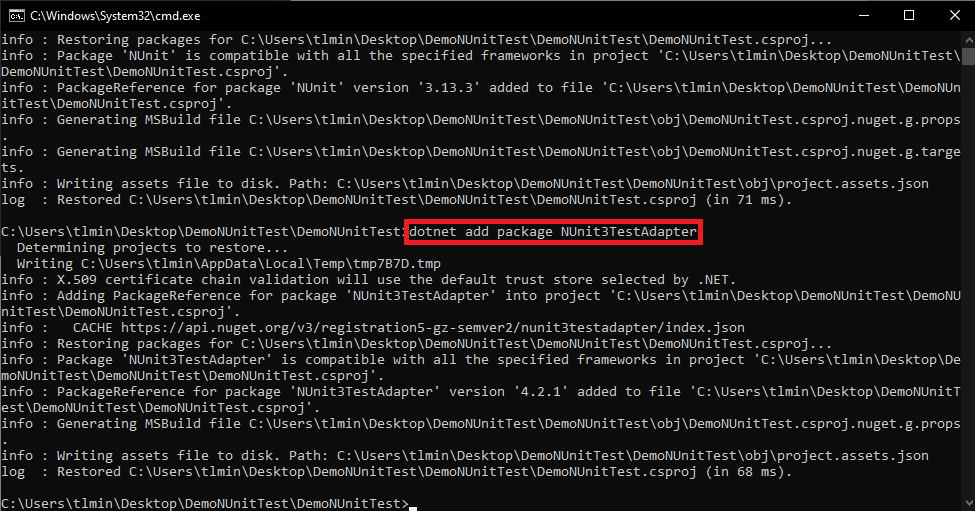 C:\Windows\System32\cmd.exe
info : Restoring packages for C:\Users\tlmin\Desktop\DemoNUnitTest\DemoNUnitTest\DemoNUnitTest.csproj...
info : Package 'NUnit' is compatible with all the specified frameworks in project 'C:\Users\tlmin\Desktop\DemoNUnitTest\
DemoNUnitTest\DemoNUnitTest.csproj'.
info : PackageReference for package 'NUnit' version '3.13.3' added to file 'C:\Users\tlmin\Desktop\DemoNUnitTest\DemoNUn
itTest\DemoNUnitTest.csproj'.
info : Generating MSBuild file C:\Users\tlmin\Desktop\DemoNUnitTest\DemoNUnitTest\obj\DemoNUnitTest.csproj.nuget.g.props
.
info : Generating MSBuild file C:\Users\tlmin\Desktop\DemoNUnitTest\DemoNUnitTest\obj\DemoNUnitTest.csproj.nuget.g.targe
ts.
info : Writing assets file to disk. Path: C:\Users\tlmin\Desktop\DemoNUnitTest\DemoNUnitTest\obj\project.assets.json
log  : Restored C:\Users\tlmin\Desktop\DemoNUnitTest\DemoNUnitTest\DemoNUnitTest.csproj (in 71 ms).
C:\Users\tlmin\Desktop\DemoNUnitTest\DemoNUnitTest>dotnet add package NUnit3TestAdapter
  Determining projects to restore...
  Writing C:\Users\tlmin\AppData\Local\Temp\tmp7B7D.tmp
info : X.509 certificate chain validation will use the default trust store selected by .NET.
info : Adding PackageReference for package 'NUnit3TestAdapter' into project 'C:\Users\tlmin\Desktop\DemoNUnitTest\DemoNU
nitTest\DemoNUnitTest.csproj'.
info :   CACHE https://api.nuget.org/v3/registration5-gz-semver2/nunit3testadapter/index.json
info : Restoring packages for C:\Users\tlmin\Desktop\DemoNUnitTest\DemoNUnitTest\DemoNUnitTest.csproj...
info : Package 'NUnit3TestAdapter' is compatible with all the specified frameworks in project 'C:\Users\tlmin\Desktop\De
moNUnitTest\DemoNUnitTest\DemoNUnitTest.csproj'.
info : PackageReference for package 'NUnit3TestAdapter' version '4.2.1' added to file 'C:\Users\tlmin\Desktop\DemoNUnitT
est\DemoNUnitTest\DemoNUnitTest.csproj'.
info : Generating MSBuild file C:\Users\tlmin\Desktop\DemoNUnitTest\DemoNUnitTest\obj\DemoNUnitTest.csproj.nuget.g.props
.
info : Writing assets file to disk. Path: C:\Users\tlmin\Desktop\DemoNUnitTest\DemoNUnitTest\obj\project.assets.json
log  : Restored C:\Users\tlmin\Desktop\DemoNUnitTest\DemoNUnitTest\DemoNUnitTest.csproj (in 68 ms).
C:\Users\tlmin\Desktop\DemoNUnitTest\DemoNUnitTest>